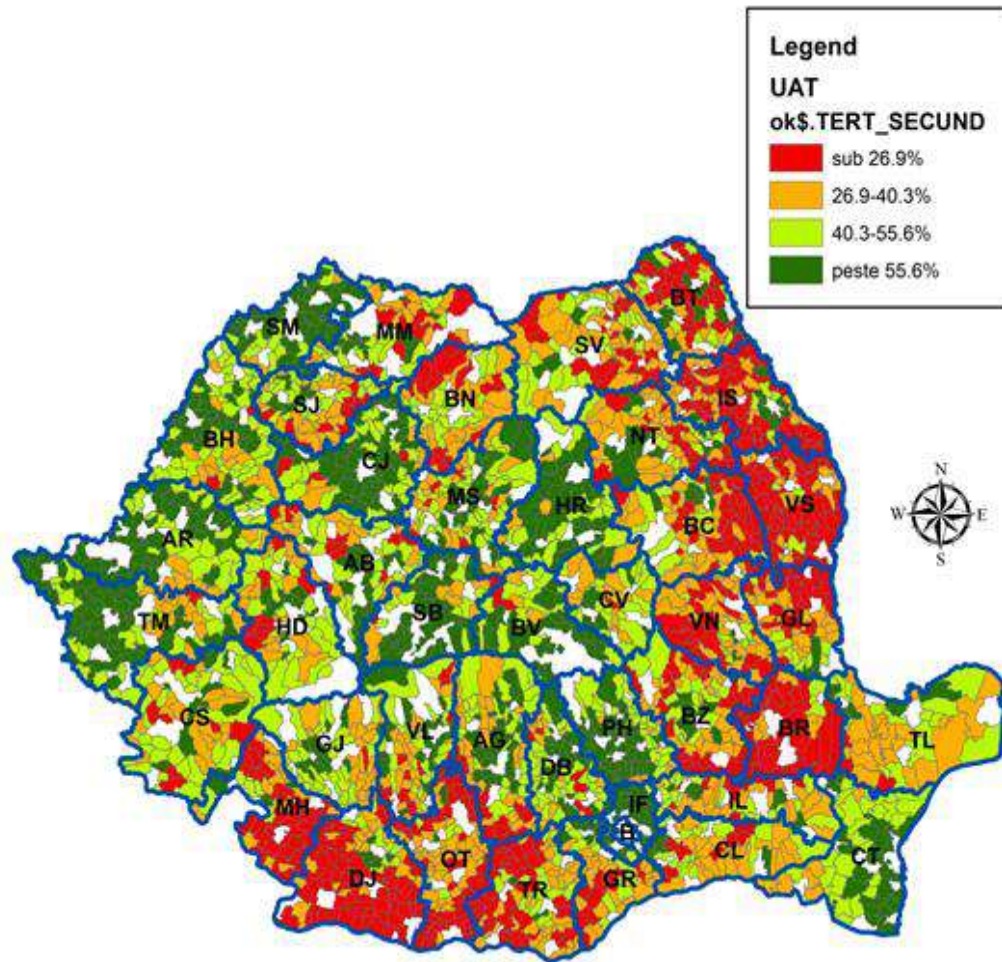 Legend
UAT
ok$.TERT_SECUND
sub 26.9%
26.9-40.3%
40.3-55.6%
peste 55.6%
N
W E
S
BT
SM
MM
SV
IS
SJ
BN
BH
NT
CJ
MS
HR
BC
VS
AR
AB
TM
HD
SB
BV
CV
VN
GL
CS
GJ
VL
AG
DB
PH
BZ
BR
TL
MH
IF
IL
B
DJ
OT
TR
GR
CL
CT